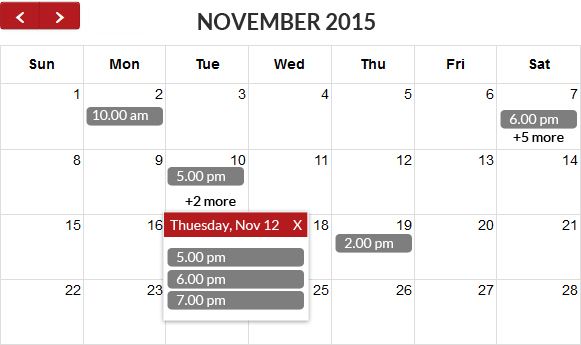 NOVEMBER 2015
Sun Mon Tue Wed Thu Fri Sat
1 2 3 4 5 6 7
10.00 am 6.00 pm
+5 more
8 9 10 11 12 13 14
5.00 pm
+2 more
15 16 18 19 20 21
Thuesday, Nov 12 X
2.00 pm
5.00 pm
6.00 pm
7.00 pm
22 23 25 26 27 28